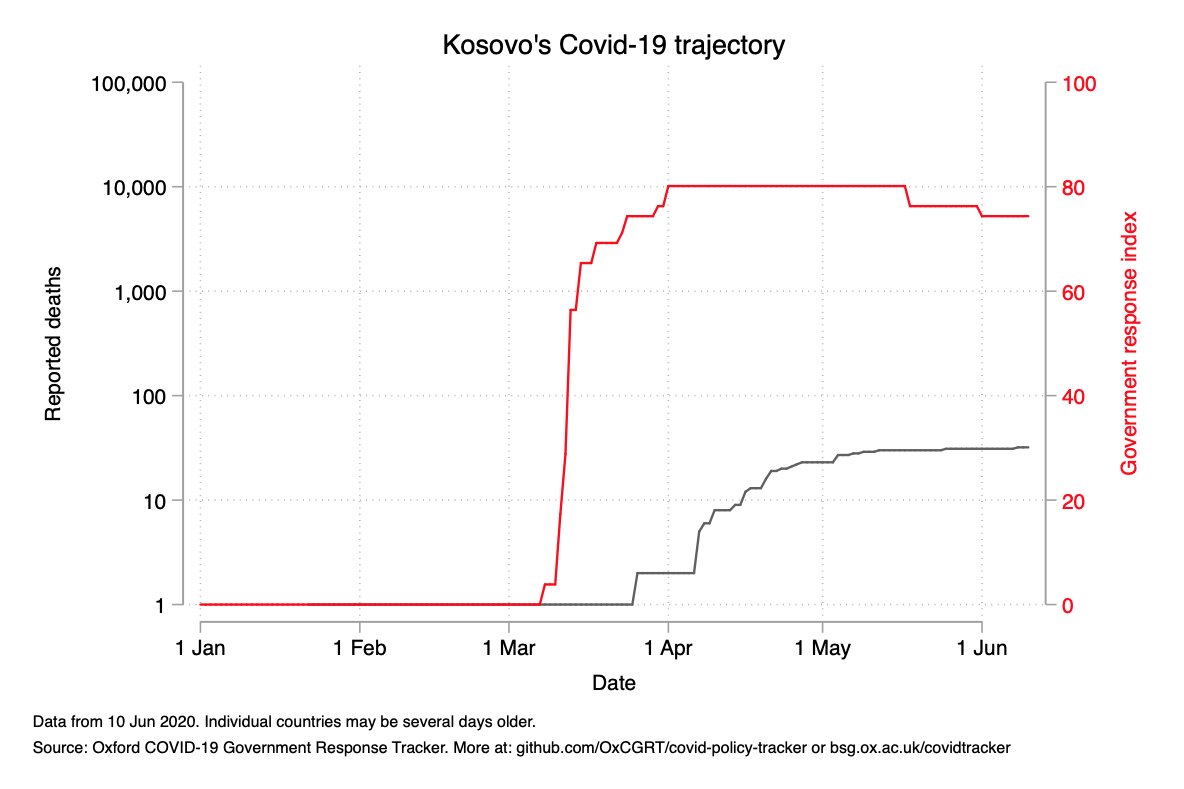 Kosovo's Covid-19 trajectory
100,000
10,000
1,000
100
10
1
Reported deaths
100
80
60
40
20
0
Government response index
1 Jan
1 Feb
1 Mar
1 Apr
1 May
1 Jun
Date
Data from 10 Jun 2020. Individual countries may be several days older.
Source: Oxford COVID-19 Government Response Tracker. More at: github.com/OxCGRT/covid-policy-tracker or bsg.ox.ac.uk/covidtracker